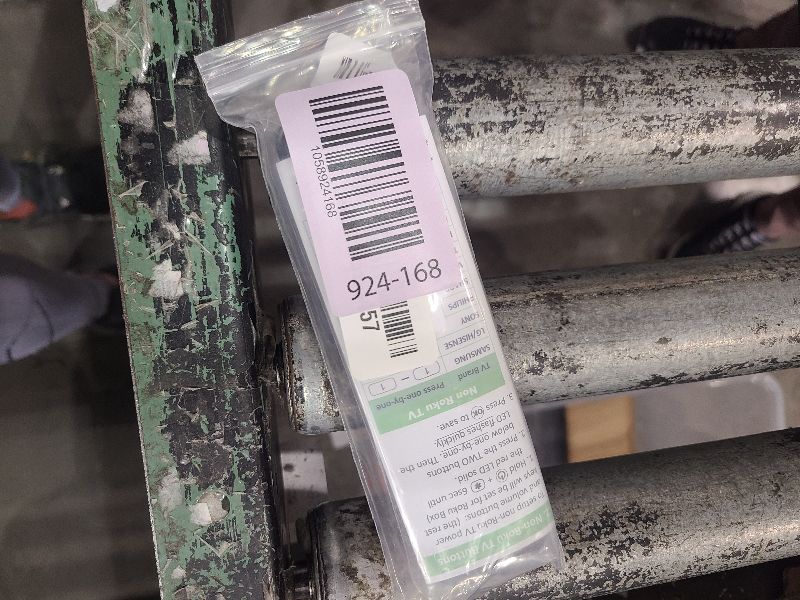 1058924168
924-168
57
Non-Roku TV Buttons
To setup non-Roku TV power
and volume buttons: (the rest
keys will be set for Roku Box)
Hold
+
6sec until
the red LED solid:
2. Press the TWO buttons
below one-by-one. Then the
LED flashes quickly.
3. Press
to save.
Non Roku TV
TV Brand Press one-by-one
SAMSUNG
1 - 1
LG/HISENSE
SONY
PHILIPS